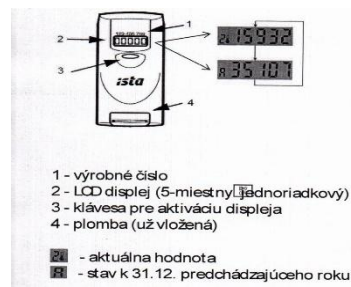 1
2
3
4
ista
15932
35107
1 - výrobné číslo
2 - LCD displej (5-miestny jednoriadkový)
3 - klávesa pre aktiváciu displeja
4 - plomba (už vložená)
- aktuálna hodnota
- stav k 31.12. predchádzajúceho roku